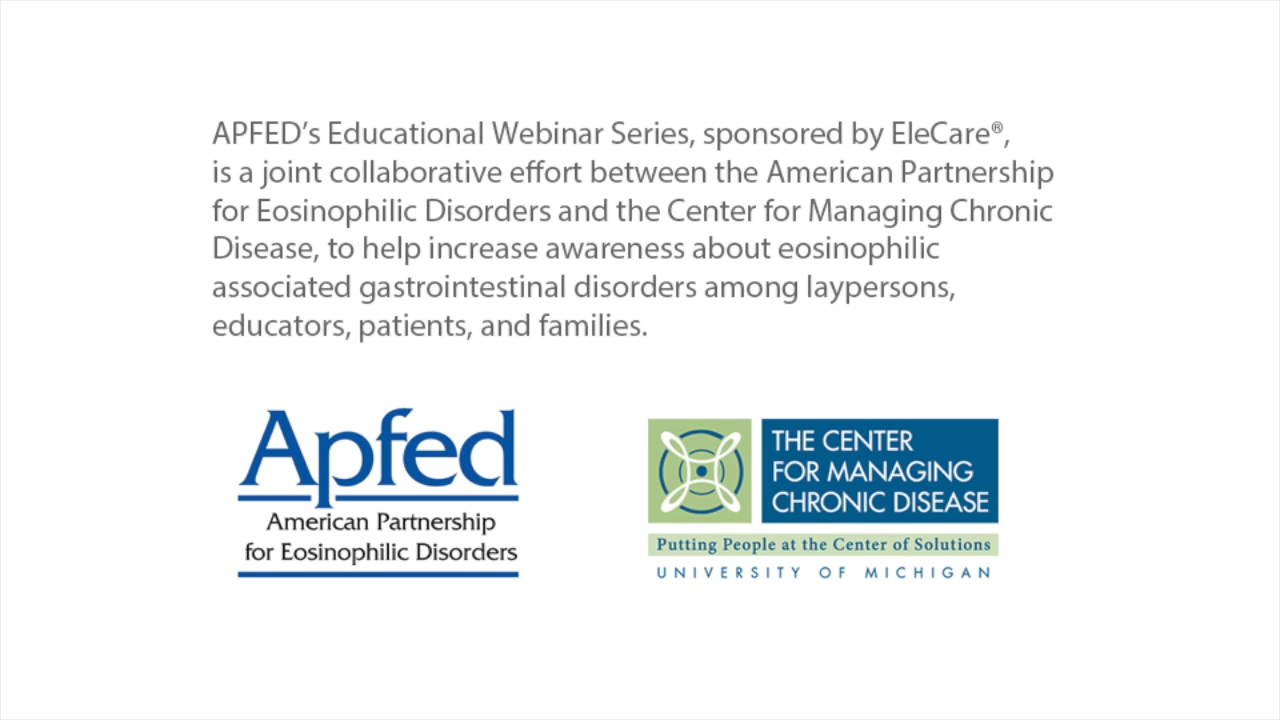 APFED’s Educational Webinar Series, sponsored by EleCare®,
is a joint collaborative effort between the American Partnership
for Eosinophilic Disorders and the Center for Managing Chronic
Disease, to help increase awareness about eosinophilic
associated gastrointestinal disorders among laypersons,
educators, patients, and families.
Apfed
American Partnership
for Eosinophilic Disorders
THE CENTER
FOR MANAGING
CHRONIC DISEASE
Putting People at the Center of Solutions
UNIVERSITY OF MICHIGAN